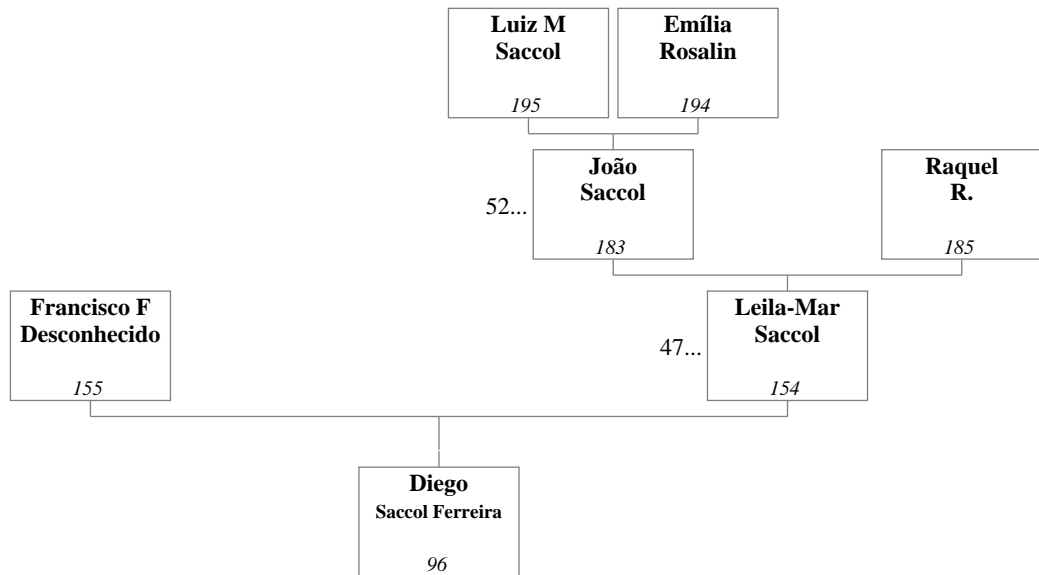 Luiz M
Saccol
195
Emília
Rosalin
194
João
Saccol
183
52...
Raquel
R.
185
Francisco F
Desconhecido
155
Leila-Mar
Saccol
154
47...
Diego
Saccol Ferreira
96